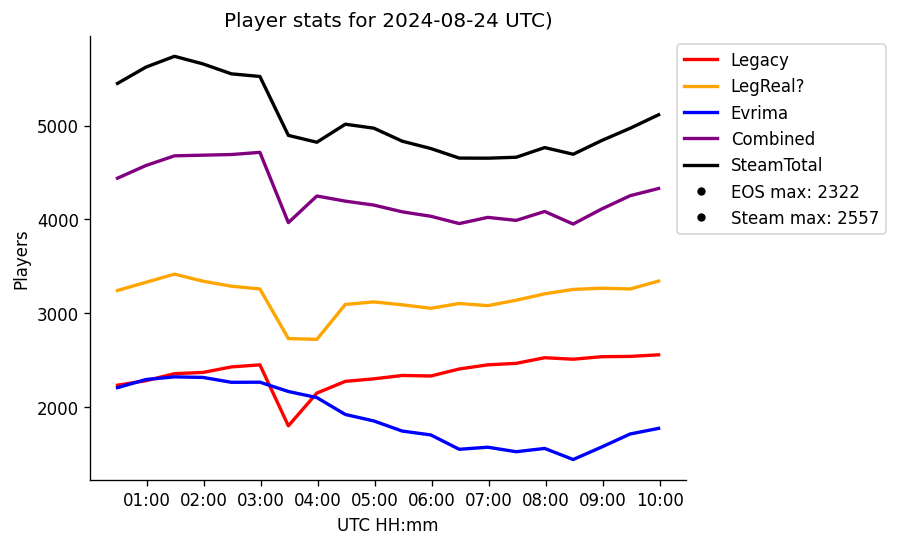 Player stats for 2024-08-24 UTC)
Legacy
LegReal?
Evrima
Combined
SteamTotal
EOS max: 2322
Steam max: 2557
Players
5000
4000
3000
2000
01:00 02:00 03:00 04:00 05:00 06:00 07:00 08:00 09:00 10:00
UTC HH:mm